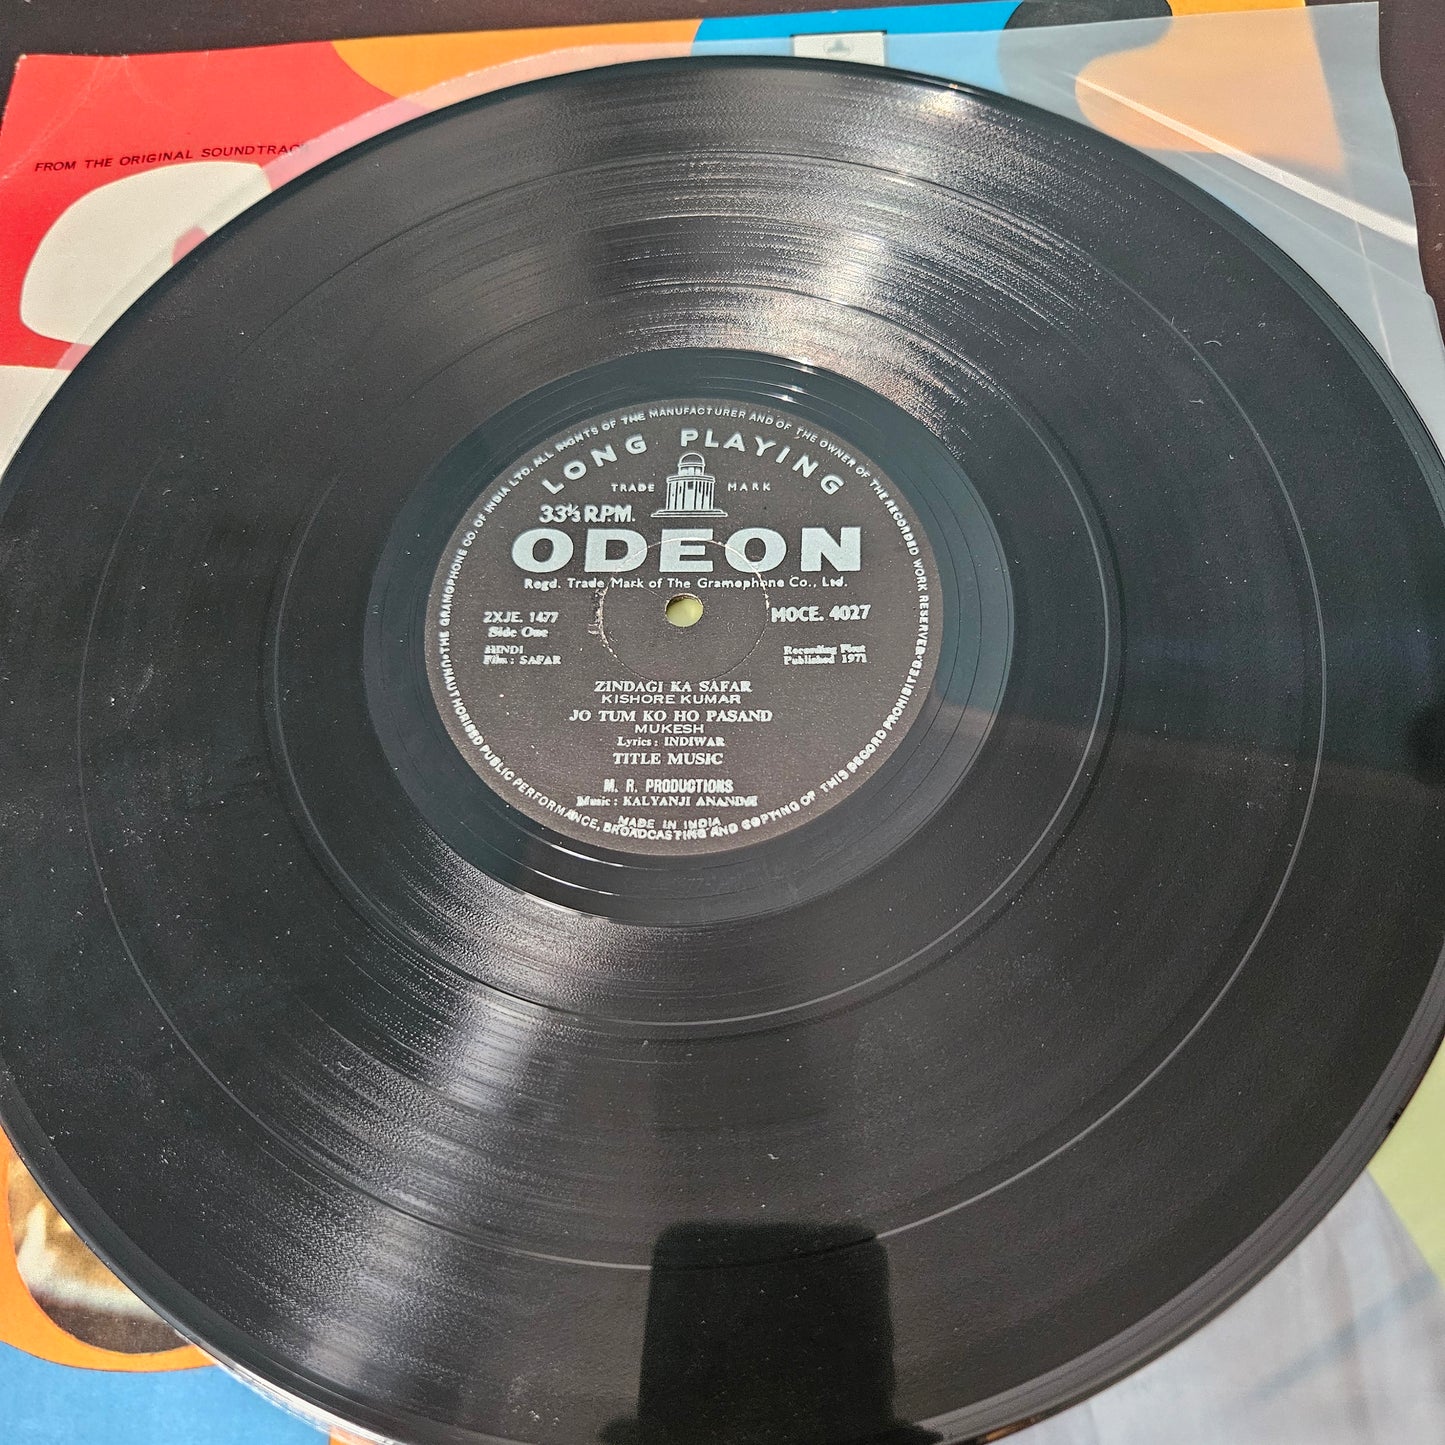 FROM THE ORIGINAL SOUNDTRACK
UNAUTHORISED PUBLIC PERFORMANCE, BROADCASTING AND COPYING OF THIS RECORD PROHIBITED • THE GRAMOPHONE CO. OF INDIA LTD. ALL RIGHTS OF THE MANUFACTURER AND OF THE OWNER OF THE RECORDED WORK RESERVED
LONG PLAYING
TRADE MARK
33⅓ R.P.M.
ODEON
Regd. Trade Mark of The Gramophone Co., Ltd.
2XJE. 1477 MOCE. 4027
Side One
HINDI Recording First
Film : SAFAR Published 1971
ZINDAGI KA SAFAR
KISHORE KUMAR
JO TUM KO HO PASAND
MUKESH
Lyrics : INDIWAR
TITLE MUSIC
M. R. PRODUCTIONS
Music : KALYANJI ANANDJI
MADE IN INDIA